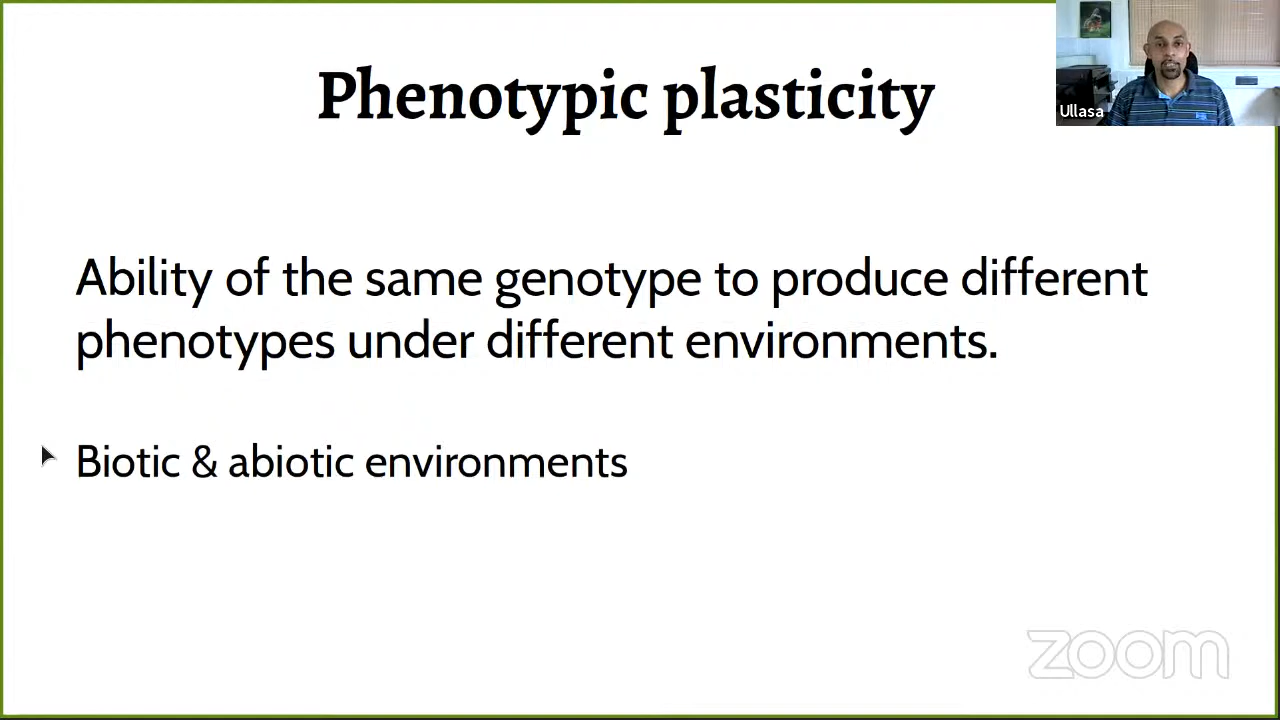 Phenotypic plasticity
Ullasa
Ability of the same genotype to produce different
phenotypes under different environments.
Biotic & abiotic environments
zoom